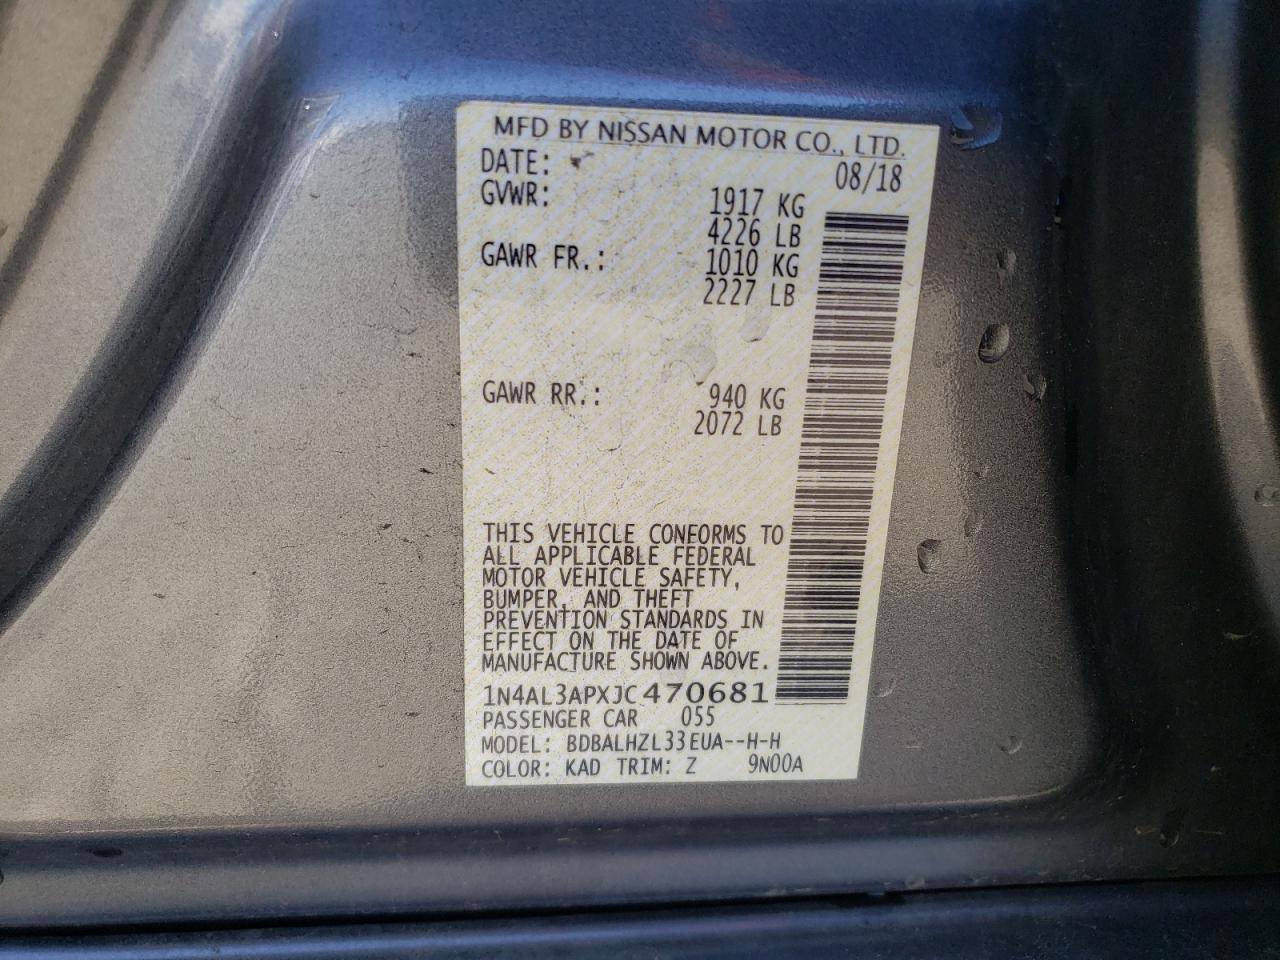 MFD BY NISSAN MOTOR CO., LTD.
DATE: 08/18
GVWR: 1917 KG
4226 LB
GAWR FR.: 1010 KG
2227 LB
GAWR RR.: 940 KG
2072 LB
THIS VEHICLE CONFORMS TO
ALL APPLICABLE FEDERAL
MOTOR VEHICLE SAFETY,
BUMPER, AND THEFT
PREVENTION STANDARDS IN
EFFECT ON THE DATE OF
MANUFACTURE SHOWN ABOVE.
1N4AL3APXJC470681
PASSENGER CAR 055
MODEL: BDBALHZL33EUA--H-H
COLOR: KAD TRIM: Z 9N00A